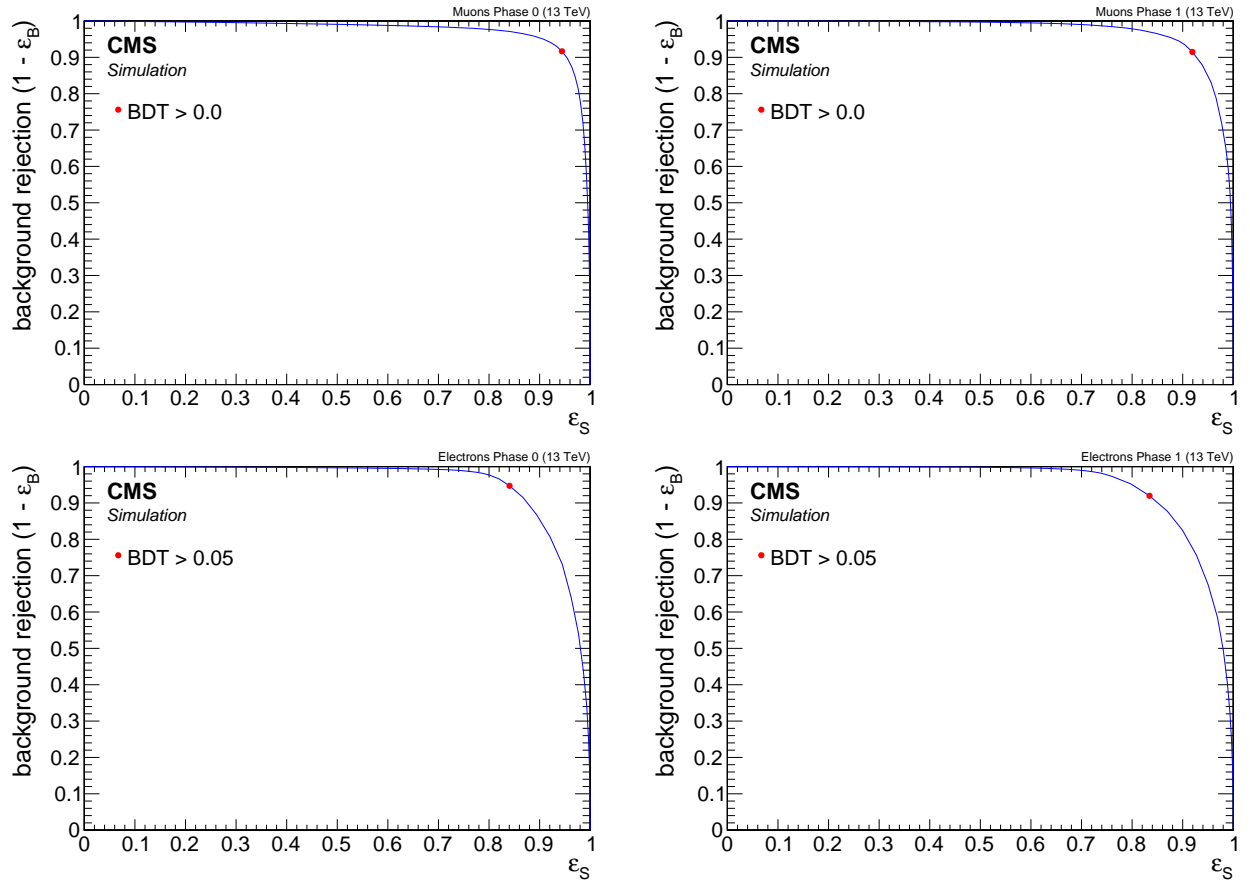 Muons Phase 0 (13 TeV)
background rejection (1 - ε_B)
1
0.9
0.8
0.7
0.6
0.5
0.4
0.3
0.2
0.1
0
CMS
Simulation
BDT > 0.0
0 0.1 0.2 0.3 0.4 0.5 0.6 0.7 0.8 0.9 1
ε_S
Muons Phase 1 (13 TeV)
background rejection (1 - ε_B)
1
0.9
0.8
0.7
0.6
0.5
0.4
0.3
0.2
0.1
0
CMS
Simulation
BDT > 0.0
0 0.1 0.2 0.3 0.4 0.5 0.6 0.7 0.8 0.9 1
ε_S
Electrons Phase 0 (13 TeV)
background rejection (1 - ε_B)
1
0.9
0.8
0.7
0.6
0.5
0.4
0.3
0.2
0.1
0
CMS
Simulation
BDT > 0.05
0 0.1 0.2 0.3 0.4 0.5 0.6 0.7 0.8 0.9 1
ε_S
Electrons Phase 1 (13 TeV)
background rejection (1 - ε_B)
1
0.9
0.8
0.7
0.6
0.5
0.4
0.3
0.2
0.1
0
CMS
Simulation
BDT > 0.05
0 0.1 0.2 0.3 0.4 0.5 0.6 0.7 0.8 0.9 1
ε_S